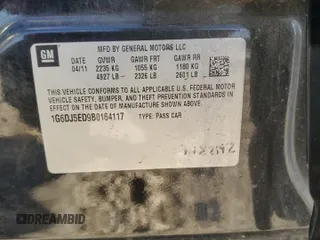 GM
MFD BY GENERAL MOTORS LLC
DATE GVWR GAWR FRT GAWR RR
04/11 2235 KG 1055 KG 1180 KG
4927 LB 2326 LB 2601 LB
THIS VEHICLE CONFORMS TO ALL APPLICABLE U.S. FEDERAL MOTOR
VEHICLE SAFETY, BUMPER, AND THEFT PREVENTION STANDARDS
IN EFFECT ON THE DATE OF MANUFACTURE SHOWN ABOVE.
1G6DJ5ED9B0164117 TYPE: PASS CAR
DREAMBID